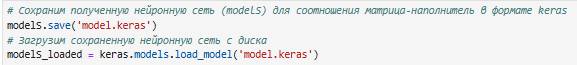 # Сохраним полученную нейронную сеть (modelS) для соотношения матрица-наполнитель в формате keras
modelS.save('model.keras')
# Загрузим сохраненную нейронную сеть с диска
modelS_loaded = keras.models.load_model('model.keras')